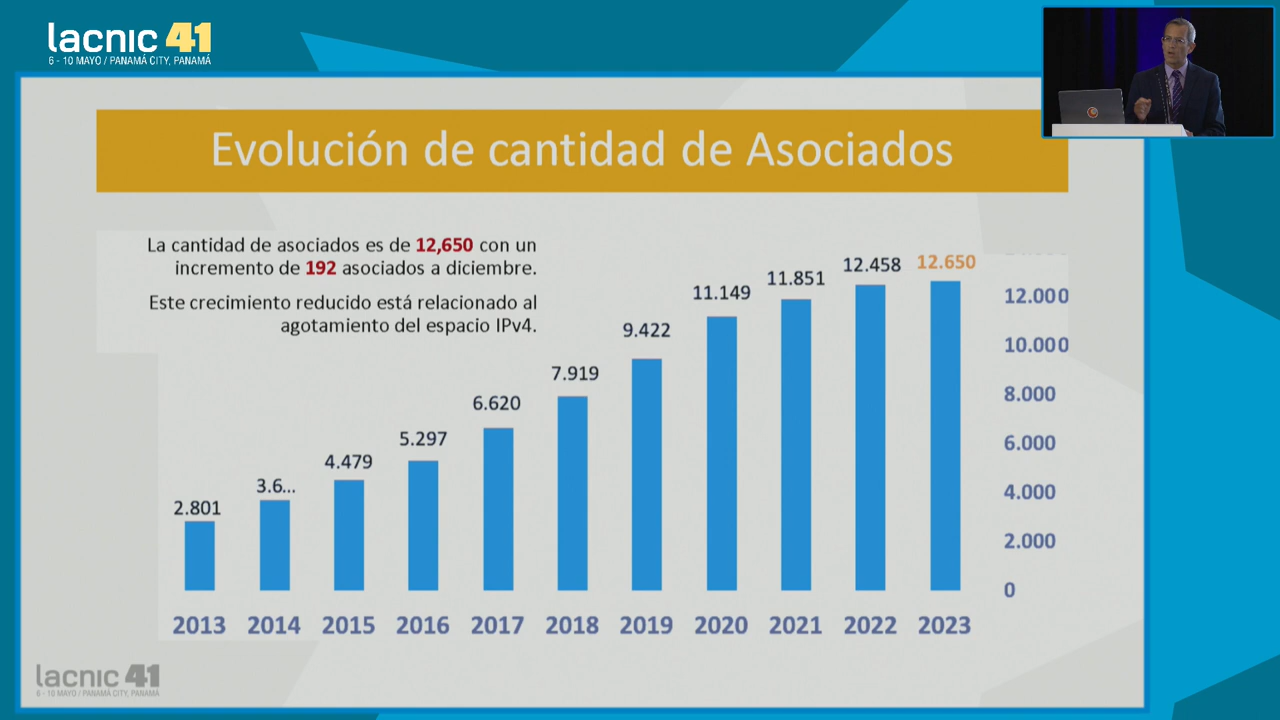 lacnic 41
6 - 10 MAYO / PANAMÁ CITY, PANAMÁ
Evolución de cantidad de Asociados
La cantidad de asociados es de 12,650 con un
incremento de 192 asociados a diciembre.
Este crecimiento reducido está relacionado al
agotamiento del espacio IPv4.
2.801
3.6...
4.479
5.297
6.620
7.919
9.422
11.149
11.851
12.458
12.650
12.000
10.000
8.000
6.000
4.000
2.000
0
2013 2014 2015 2016 2017 2018 2019 2020 2021 2022 2023
lacnic 41
6 - 10 MAYO / PANAMÁ CITY, PANAMÁ